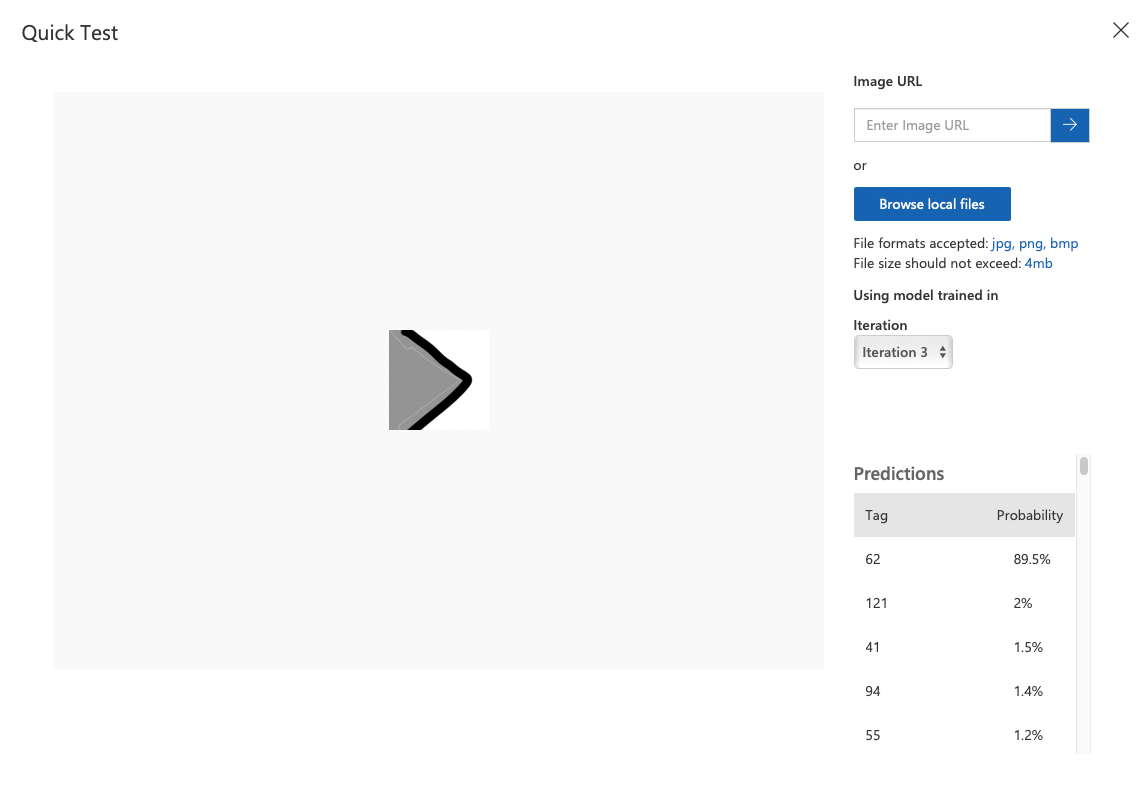 Quick Test
Image URL
Enter Image URL
or
Browse local files
File formats accepted: jpg, png, bmp
File size should not exceed: 4mb
Using model trained in
Iteration
Iteration 3
Predictions
Tag Probability
62 89.5%
121 2%
41 1.5%
94 1.4%
55 1.2%